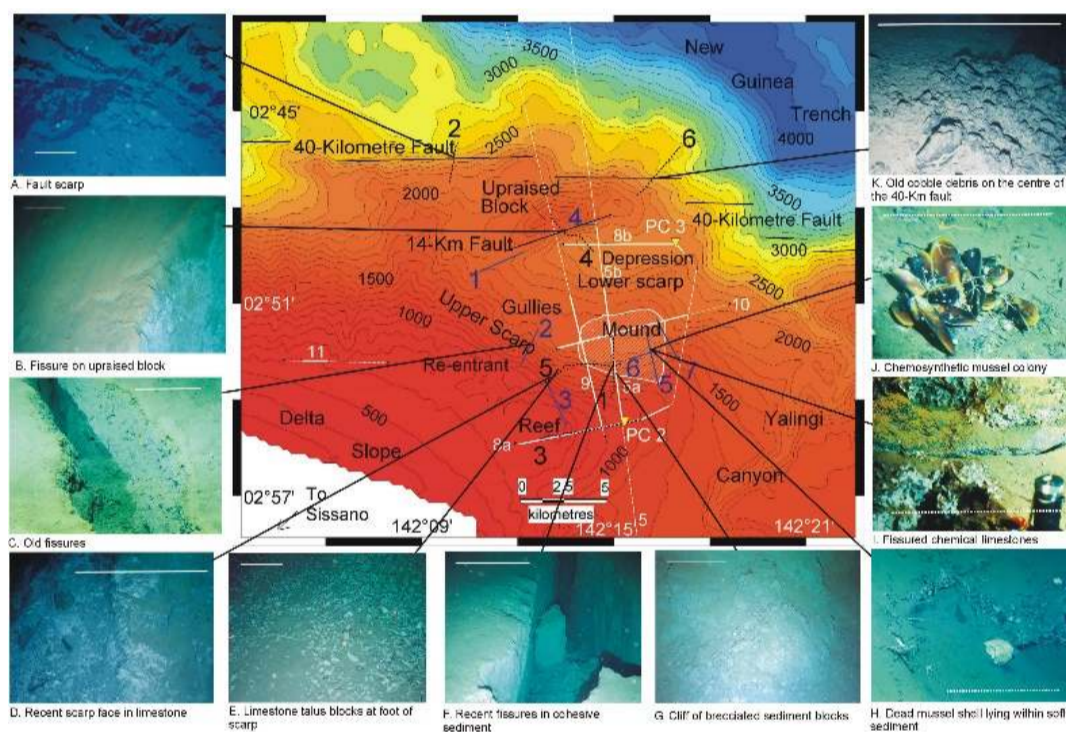 New
Guinea
Trench
4000
3500
3000
02°45'
2
2500
6
40-Kilometre Fault
2000
Upraised
Block
3500
4
40-Kilometre Fault
8b
PC 3
3000
14-Km Fault
4
Depression
5b
Lower scarp
2500
1500
1
02°51'
Gullies
10
1000
Upper Scarp
2
Mound
2000
11
Re-entrant
5
6
9
5a
5
7
3
1
1500
Delta
500
Reef
PC 2
Yalingi
Slope
8a
3
1000
Canyon
0 2.5 5
02°57'
To
Sissano
kilometres
142°09'
142°15'
15
142°21'
A. Fault scarp
B. Fissure on upraised block
C. Old fissures
D. Recent scarp face in limestone
E. Limestone talus blocks at foot of
scarp
F. Recent fissures in cohesive
sediment
G. Cliff of brecciated sediment blocks
H. Dead mussel shell lying within soft
sediment
I. Fissured chemical limestones
J. Chemosynthetic mussel colony
K. Old cobble debris on the centre of
the 40-Km fault